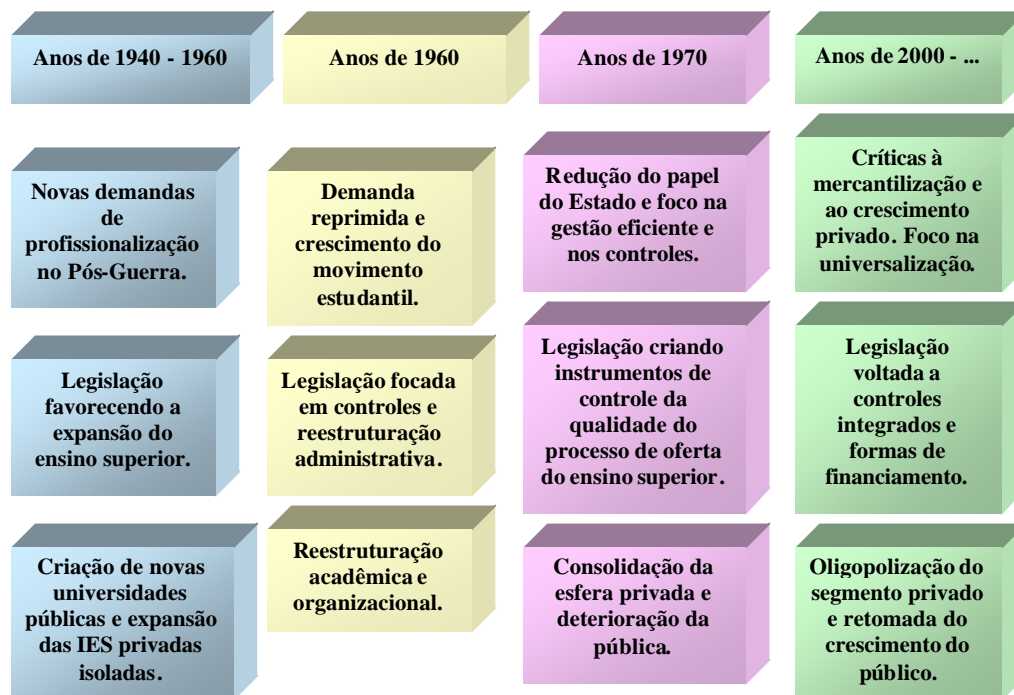 Anos de 1940 - 1960
Anos de 1960
Anos de 1970
Anos de 2000 - ...
Novas demandas
de
profissionalização
no Pós-Guerra.
Demanda
reprimida e
crescimento do
movimento
estudantil.
Redução do papel
do Estado e foco na
gestão eficiente e
nos controles.
Críticas à
mercantilização e
ao crescimento
privado. Foco na
universalização.
Legislação
favorecendo a
expansão do
ensino superior.
Legislação focada
em controles e
reestruturação
administrativa.
Legislação criando
instrumentos de
controle da
qualidade do
processo de oferta
do ensino superior.
Legislação
voltada a
controles
integrados e
formas de
financiamento.
Criação de novas
universidades
públicas e expansão
das IES privadas
isoladas.
Reestruturação
acadêmica e
organizacional.
Consolidação da
esfera privada e
deterioração da
pública.
Oligopolização do
segmento privado
e retomada do
crescimento do
público.